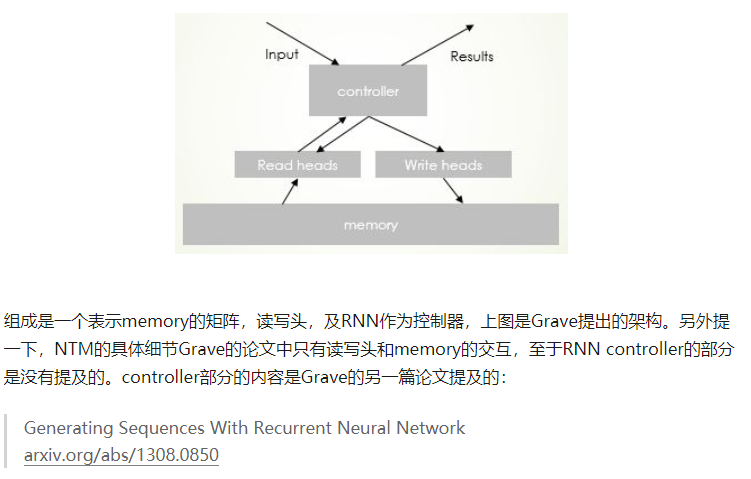 Input
Results
controller
Read heads
Write heads
memory
组成是一个表示memory的矩阵，读写头，及RNN作为控制器，上图是Grave提出的架构。另外提
一下，NTM的具体细节Grave的论文中只有读写头和memory的交互，至于RNN controller的部分
是没有提及的。controller部分的内容是Grave的另一篇论文提及的：
Generating Sequences With Recurrent Neural Network
arxiv.org/abs/1308.0850